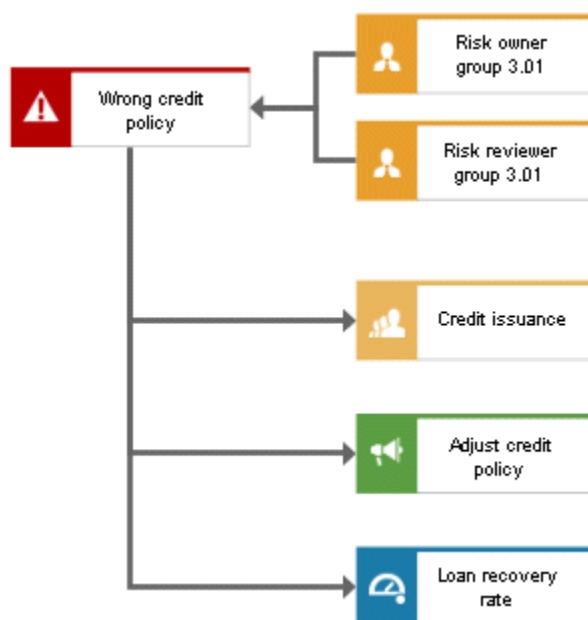 Risk owner
group 3.01
Wrong credit
policy
Risk reviewer
group 3.01
Credit issuance
Adjust credit
policy
Loan recovery
rate